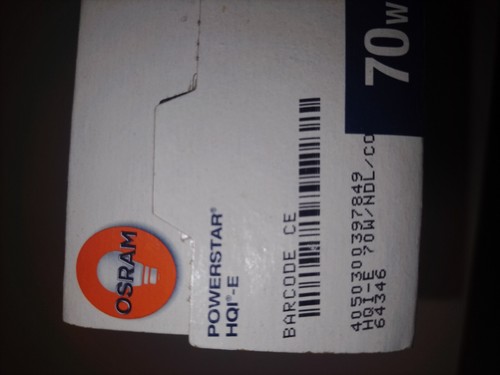 OSRAM
POWERSTAR®
HQI®-E
70W
BARCODE CE
4050300397849
HQI-E 70W/NDL/CO
64346